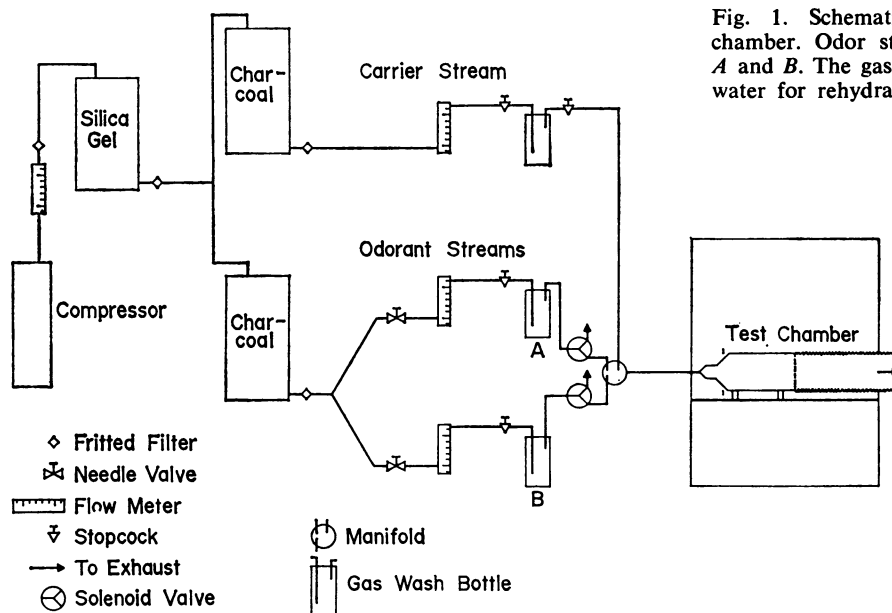 Fig. 1. Schemat
chamber. Odor st
A and B. The gas
water for rehydra
Char-
coal
Carrier Stream
Silica
Gel
Compressor
Odorant Streams
Char-
coal
A
B
Test Chamber
Fritted Filter
Needle Valve
Flow Meter
Stopcock
To Exhaust
Solenoid Valve
Manifold
Gas Wash Bottle